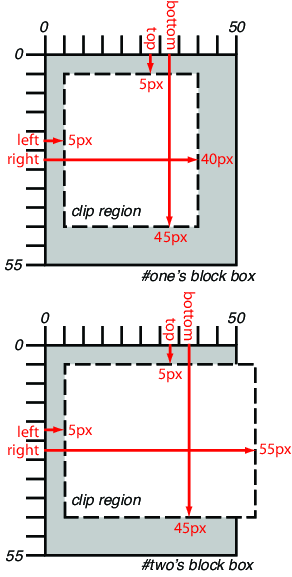 0 50
top
bottom
0
5px
left 5px
right 40px
clip region
45px
55
#one's block box
0 50
top
bottom
0
5px
left 5px
right 55px
clip region
45px
55
#two's block box